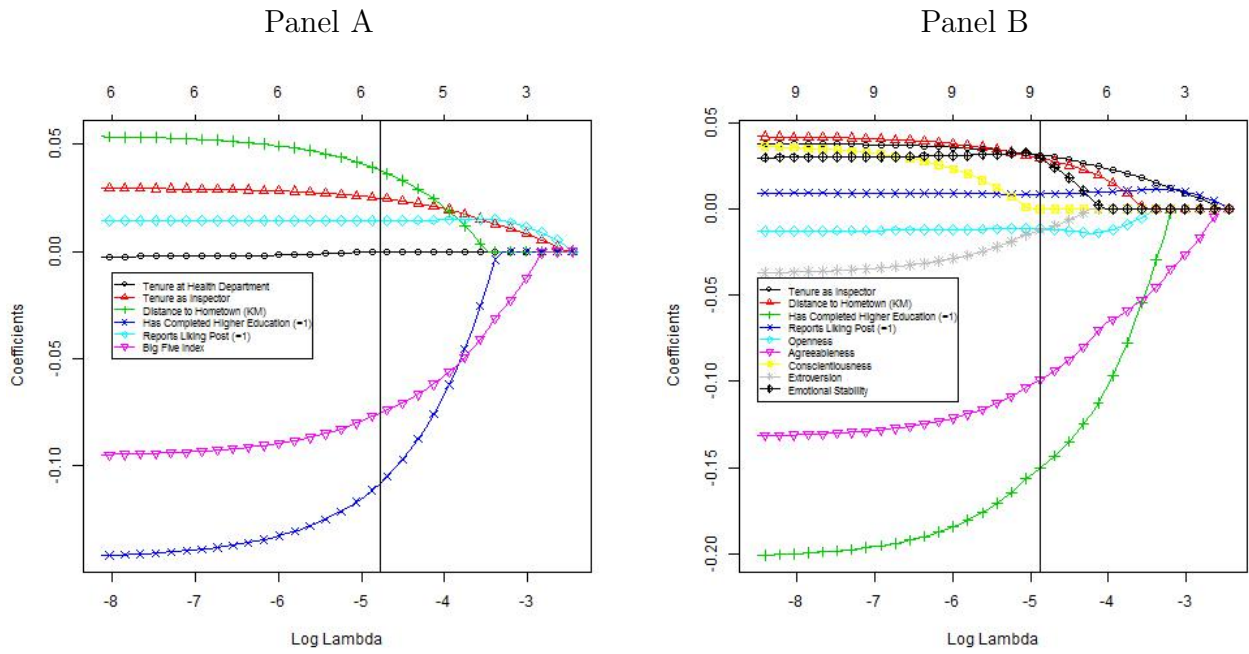 Panel A
6 6 6 6 5 3
0.05
0.00
-0.05
-0.10
Coefficients
Tenure at Health Department
Tenure as Inspector
Distance to Hometown (KM)
Has Completed Higher Education (=1)
Reports Liking Post (=1)
Big Five Index
-8 -7 -6 -5 -4 -3
Log Lambda
Panel B
9 9 9 9 6 3
0.05
0.00
-0.05
-0.10
-0.15
-0.20
Coefficients
Tenure as Inspector
Distance to Hometown (KM)
Has Completed Higher Education (=1)
Reports Liking Post (=1)
Openness
Agreeableness
Conscientiousness
Extroversion
Emotional Stability
-8 -7 -6 -5 -4 -3
Log Lambda